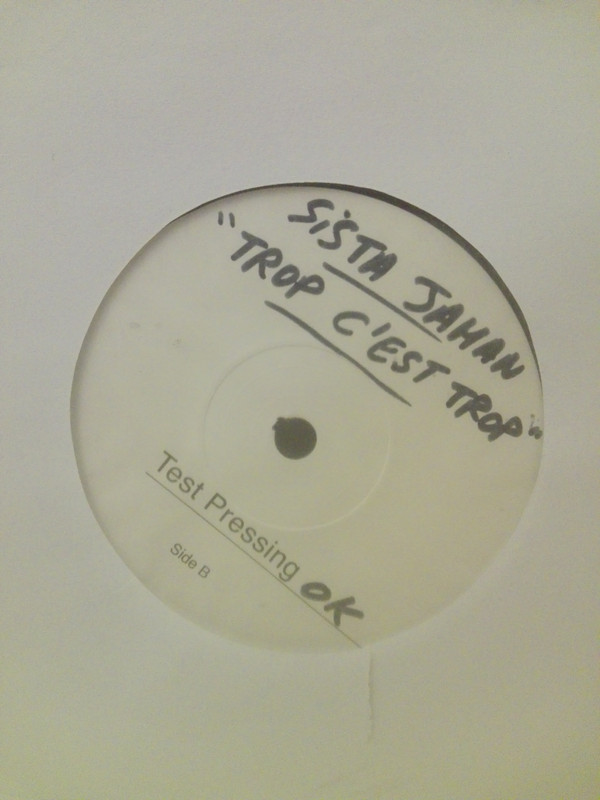 SiSTA JAHAN
"TROP C'EST TROP"
Test Pressing OK
Side B